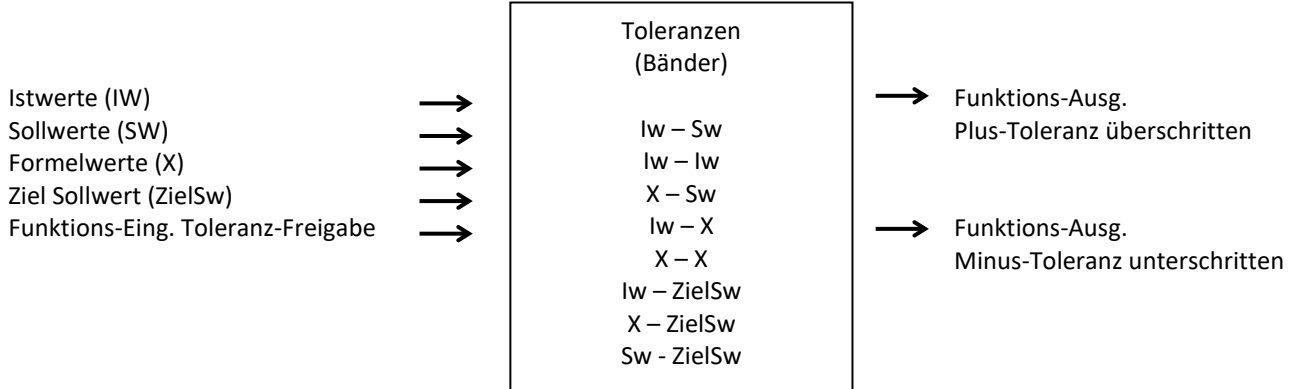 Istwerte (IW)
Sollwerte (SW)
Formelwerte (X)
Ziel Sollwert (ZielSw)
Funktions-Eing. Toleranz-Freigabe
Toleranzen
(Bänder)
Iw – Sw
Iw – Iw
X – Sw
Iw – X
X – X
Iw – ZielSw
X – ZielSw
Sw - ZielSw
Funktions-Ausg.
Plus-Toleranz überschritten
Funktions-Ausg.
Minus-Toleranz unterschritten